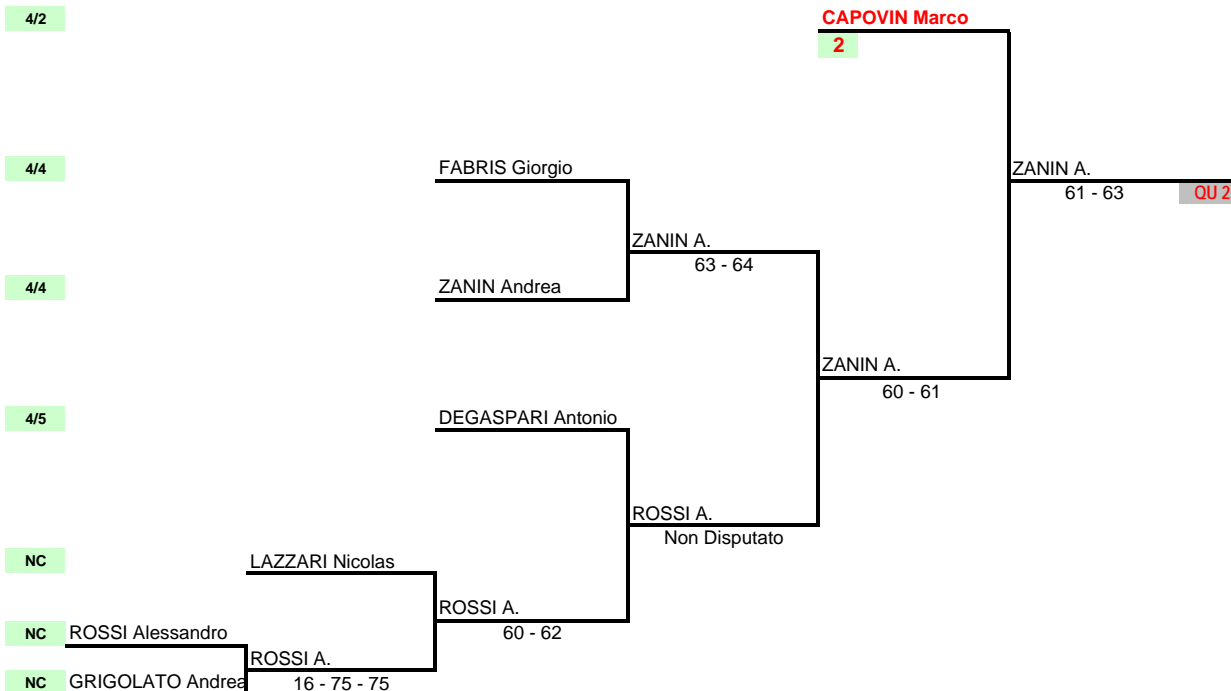 4/2
CAPOVIN Marco
2
4/4
FABRIS Giorgio
ZANIN A.
61 - 63
QU 2
ZANIN A.
63 - 64
4/4
ZANIN Andrea
ZANIN A.
60 - 61
4/5
DEGASPARI Antonio
ROSSI A.
Non Disputato
NC
LAZZARI Nicolas
ROSSI A.
60 - 62
NC
ROSSI Alessandro
ROSSI A.
16 - 75 - 75
NC
GRIGOLATO Andrea